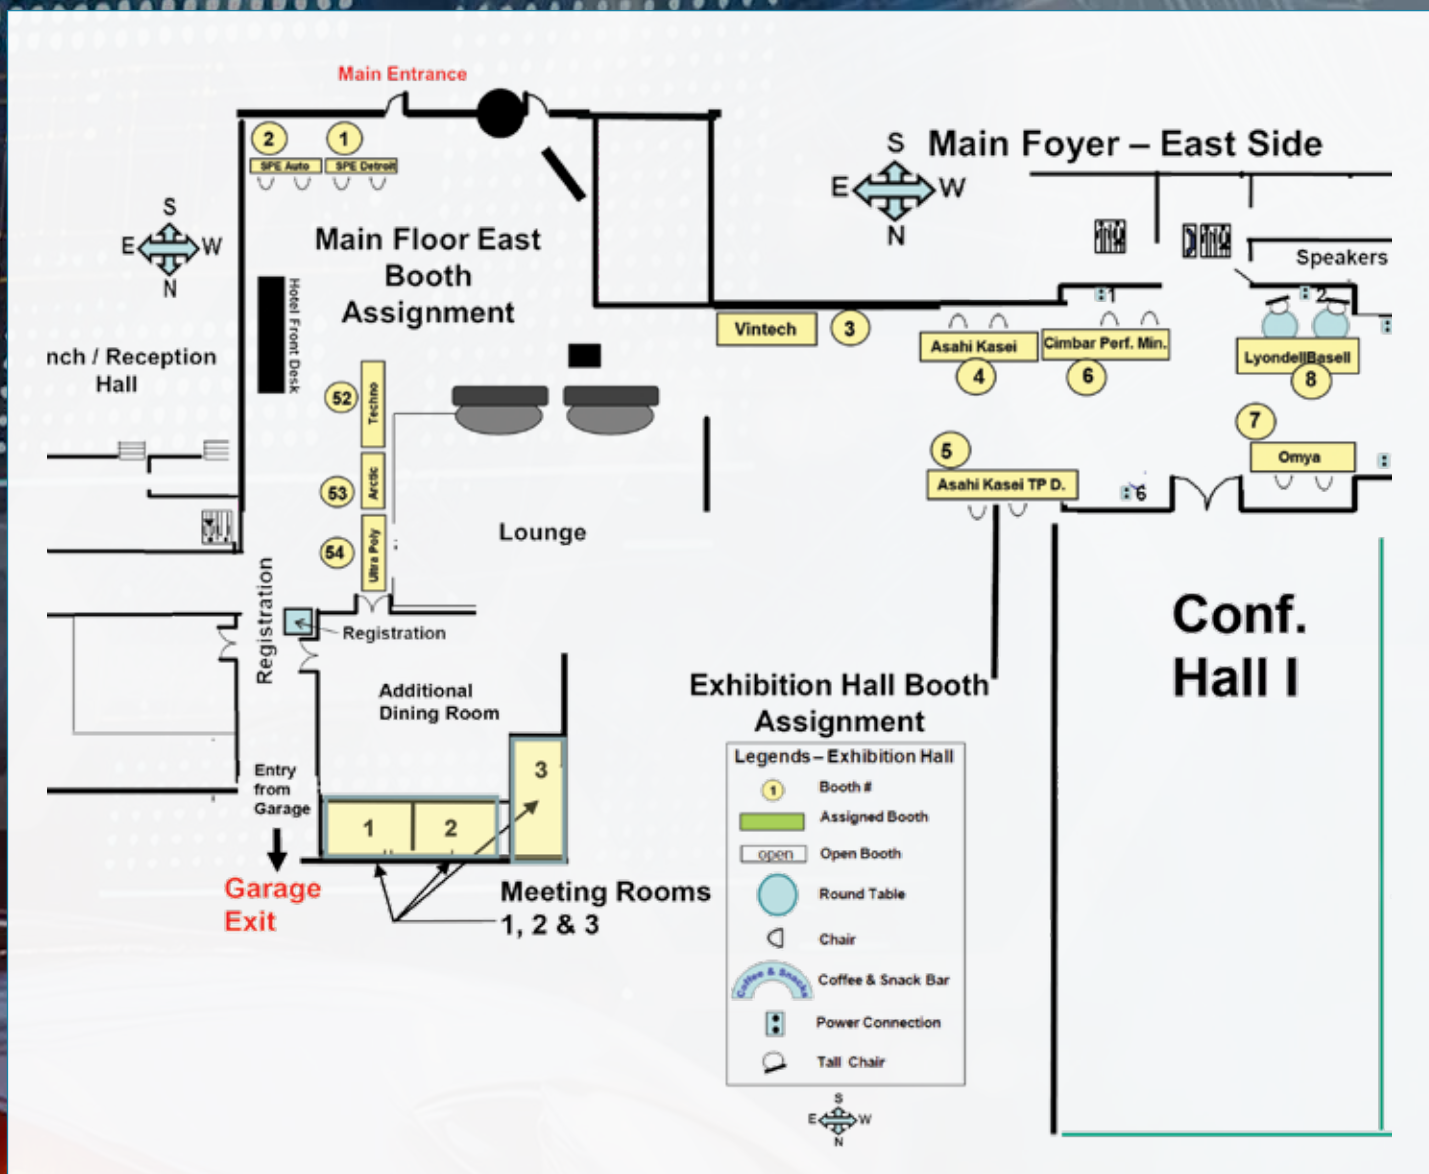 Main Entrance
2
1
SPE Auto
SPE Detroit
S
E W
N
Main Floor East
Booth
Assignment
Hotel Front Desk
nch / Reception
Hall
52
Techno
53
Arctic
54
Ultra Poly
Lounge
Registration
Registration
Additional
Dining Room
Entry
from
Garage
Garage
Exit
1
2
3
Meeting Rooms
1, 2 & 3
Main Foyer – East Side
S
E W
N
Speakers
Vintech
3
Asahi Kasei
4
1
Cimbar Perf. Min.
6
2
LyondellBasell
8
7
Omya
5
Asahi Kasei TP D.
6
Conf.
Hall I
Exhibition Hall Booth
Assignment
Legends – Exhibition Hall
1 Booth #
Assigned Booth
open Open Booth
Round Table
Chair
Coffee & Snacks Coffee & Snack Bar
Power Connection
Tall Chair
S
E W
N